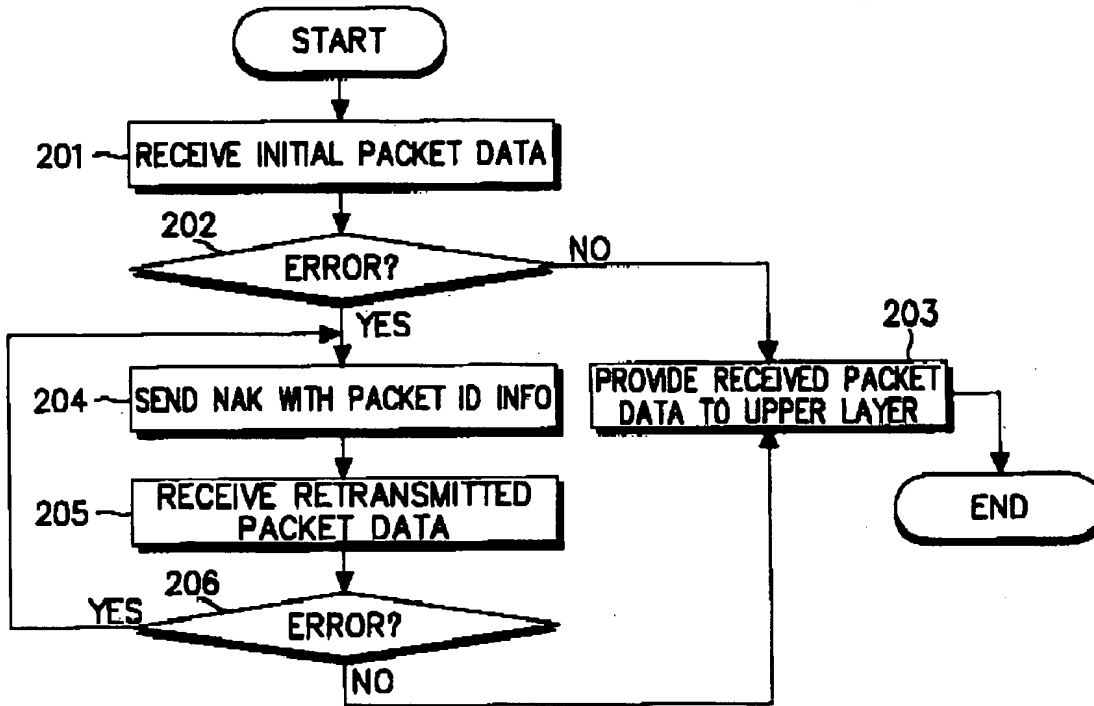 START
201
RECEIVE INITIAL PACKET DATA
202
ERROR?
NO
YES
203
204
SEND NAK WITH PACKET ID INFO
PROVIDE RECEIVED PACKET
DATA TO UPPER LAYER
205
RECEIVE RETRANSMITTED
PACKET DATA
END
206
YES
ERROR?
NO